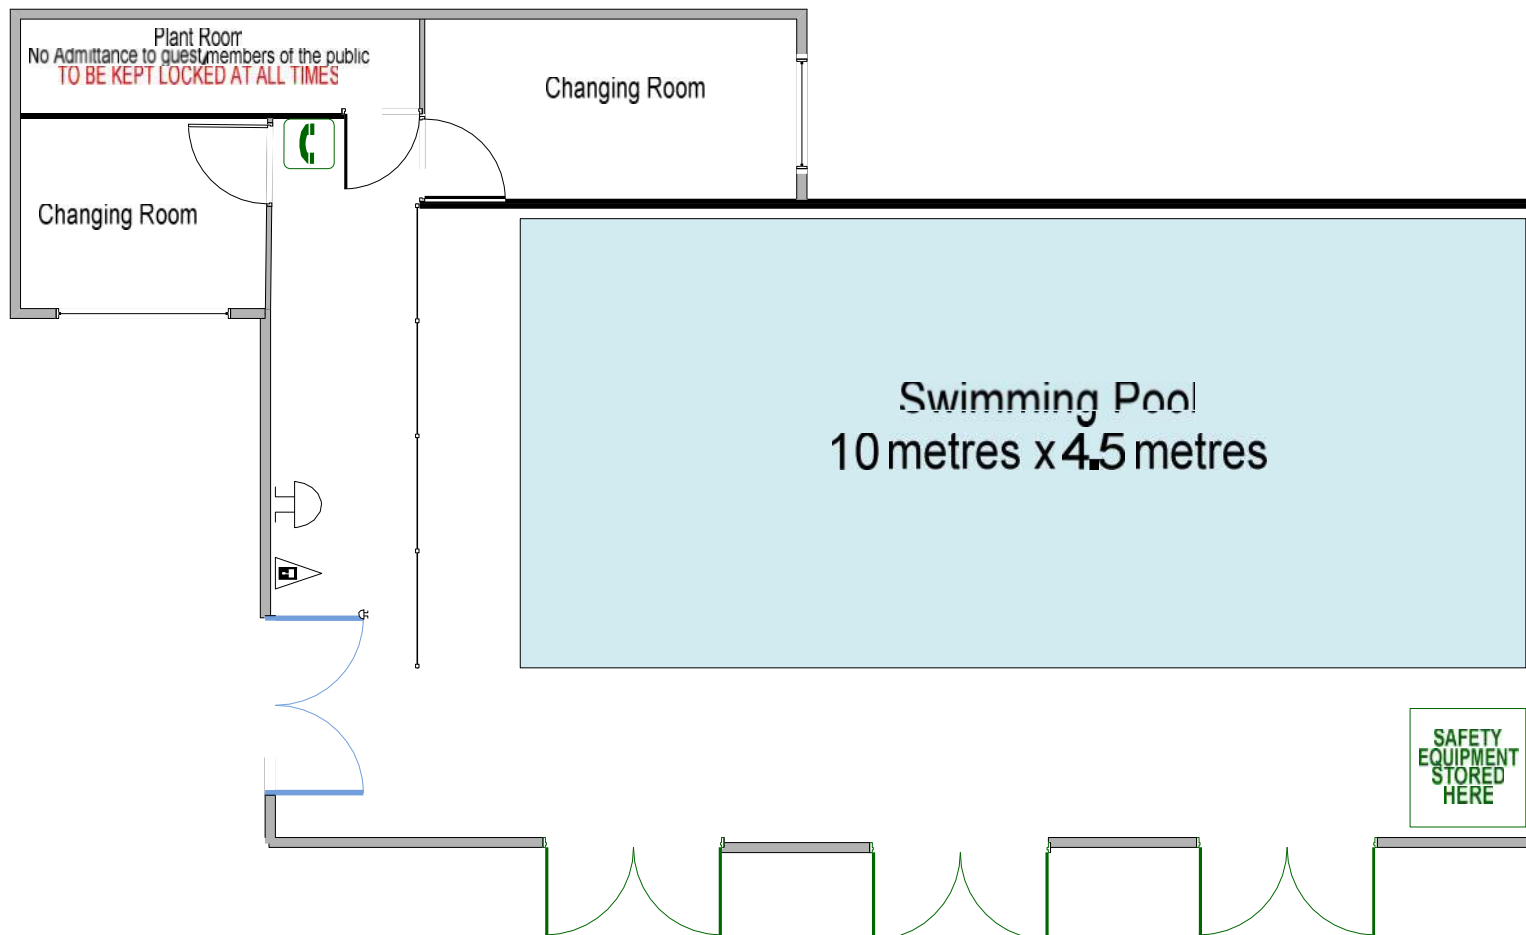 Plant Room
No Admittance to guest/members of the public
TO BE KEPT LOCKED AT ALL TIMES
Changing Room
Changing Room
Swimming Pool
10 metres x 4.5 metres
SAFETY
EQUIPMENT
STORED
HERE